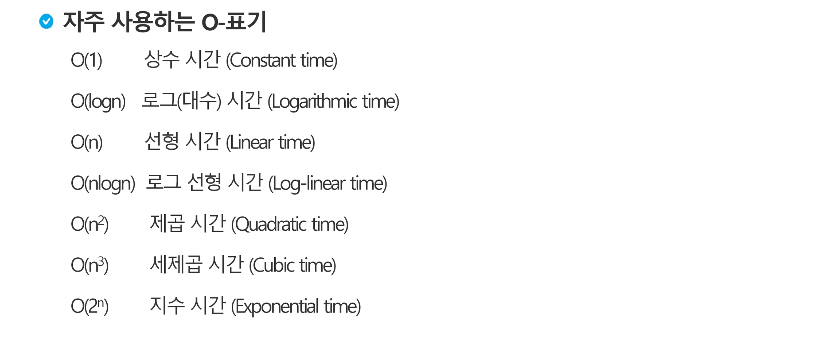 자주 사용하는 O-표기
O(1) 상수 시간 (Constant time)
O(logn) 로그(대수) 시간 (Logarithmic time)
O(n) 선형 시간 (Linear time)
O(nlogn) 로그 선형 시간 (Log-linear time)
O(n²) 제곱 시간 (Quadratic time)
O(n³) 세제곱 시간 (Cubic time)
O(2ⁿ) 지수 시간 (Exponential time)